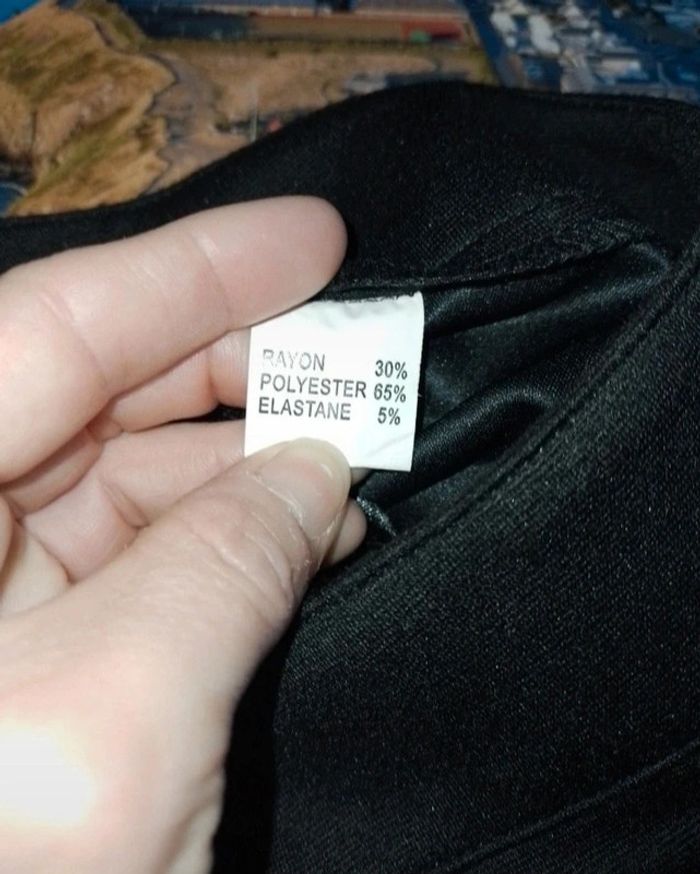 RAYON 30%
POLYESTER 65%
ELASTANE 5%